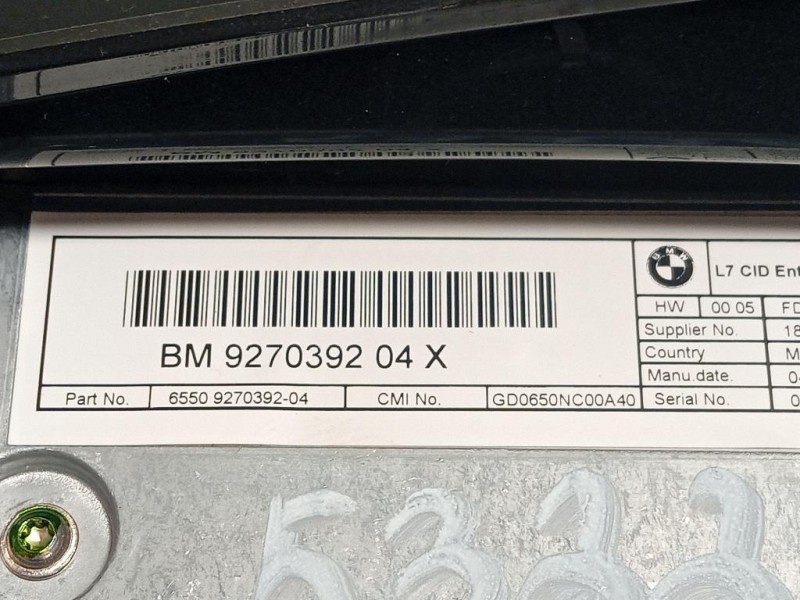 BMW
L7 CID
HW 00 05
Supplier No. 18
Country M
BM 9270392 04 X
Manu.date.
Part No. 6550 9270392-04 CMI No. GD0650NC00A40 Serial No.